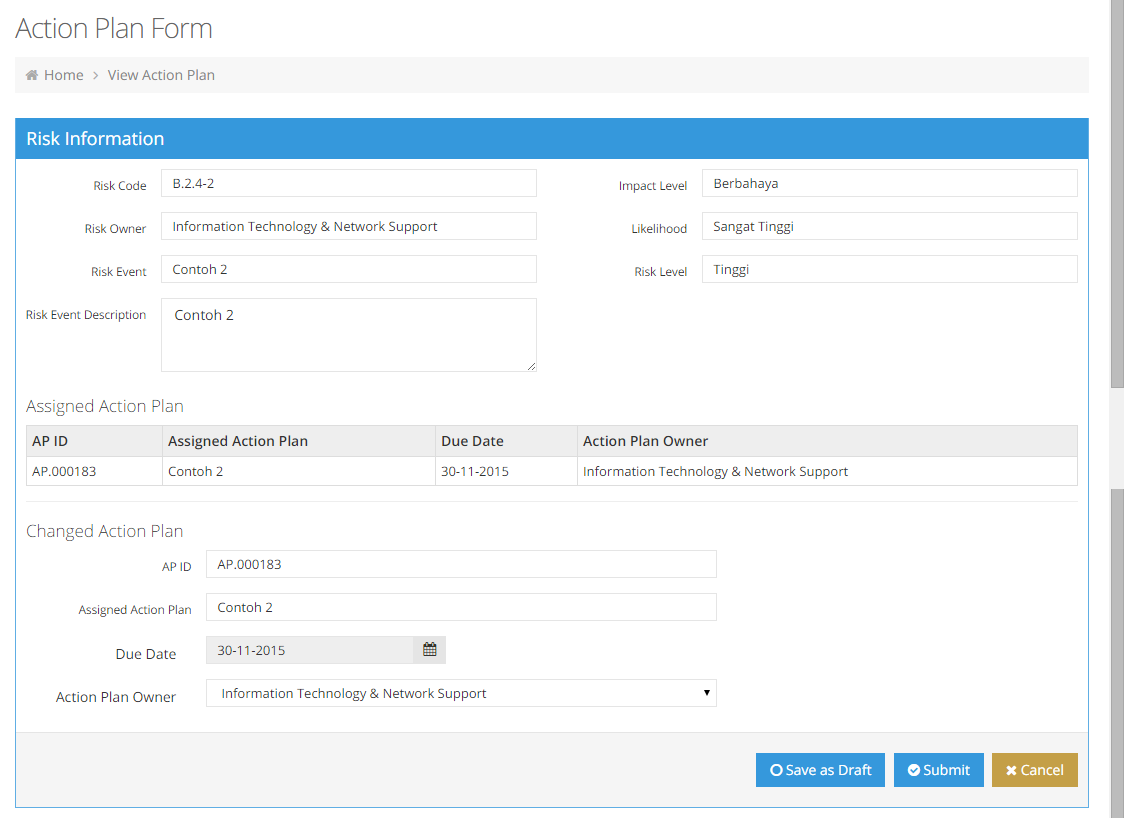 Action Plan Form
Home > View Action Plan
Risk Information
Risk Code B.2.4-2 Impact Level Berbahaya
Risk Owner Information Technology & Network Support Likelihood Sangat Tinggi
Risk Event Contoh 2 Risk Level Tinggi
Risk Event Description Contoh 2
Assigned Action Plan
AP ID Assigned Action Plan Due Date Action Plan Owner
AP.000183 Contoh 2 30-11-2015 Information Technology & Network Support
Changed Action Plan
AP ID AP.000183
Assigned Action Plan Contoh 2
Due Date 30-11-2015
Action Plan Owner Information Technology & Network Support
Save as Draft Submit Cancel